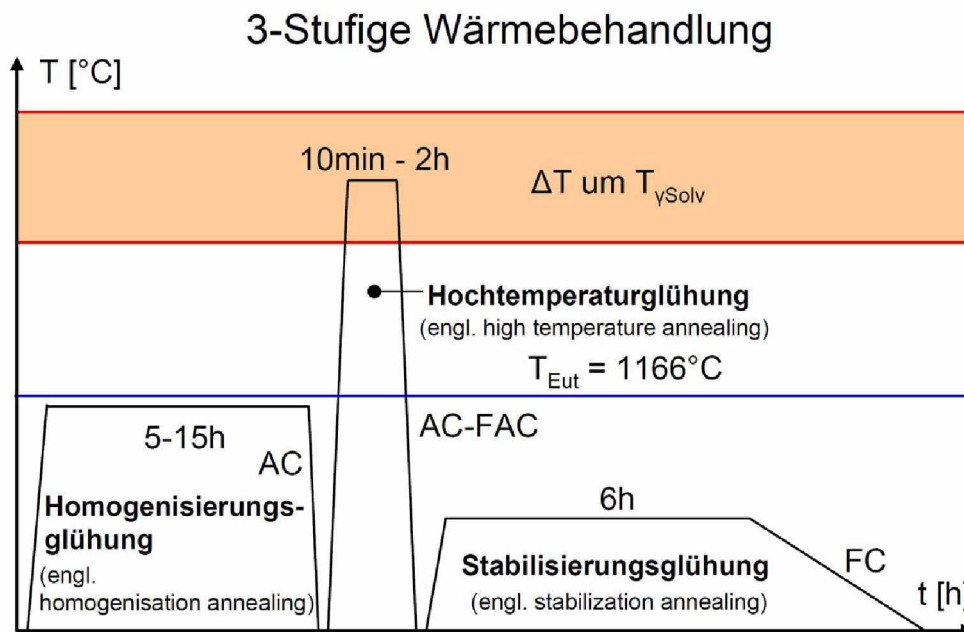 3-Stufige Wärmebehandlung
T [°C]
10min - 2h
ΔT um TγSolv
Hochtemperaturglühung
(engl. high temperature annealing)
TEut = 1166°C
5-15h
AC
AC-FAC
Homogenisierungs-
glühung
(engl.
homogenisation annealing)
6h
Stabilisierungsglühung
(engl. stabilization annealing)
FC
t [h]